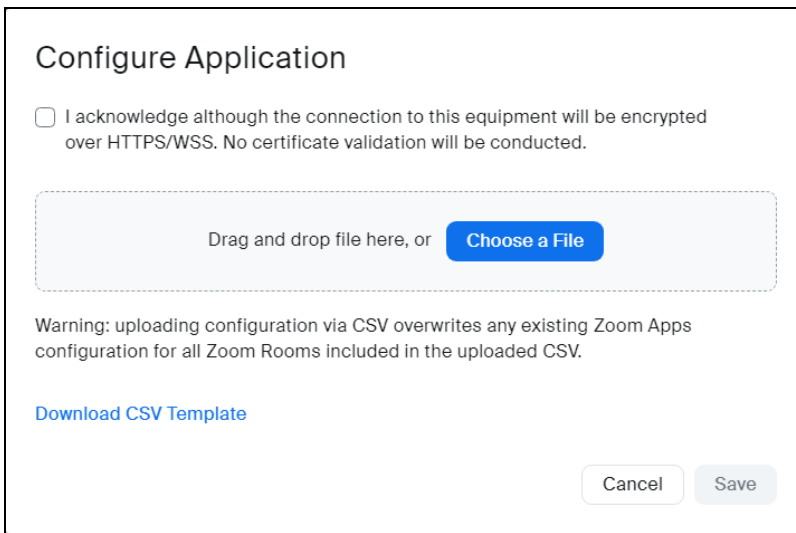 Configure Application
I acknowledge although the connection to this equipment will be encrypted
over HTTPS/WSS. No certificate validation will be conducted.
Drag and drop file here, or Choose a File
Warning: uploading configuration via CSV overwrites any existing Zoom Apps
configuration for all Zoom Rooms included in the uploaded CSV.
Download CSV Template
Cancel Save